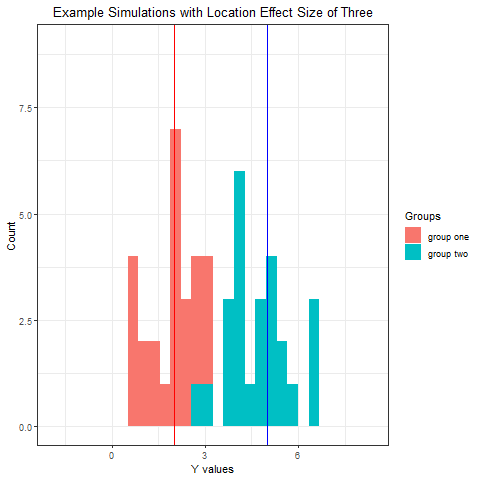 Example Simulations with Location Effect Size of Three
7.5
5.0
2.5
0.0
Count
0 3 6
Y values
Groups
group one
group two